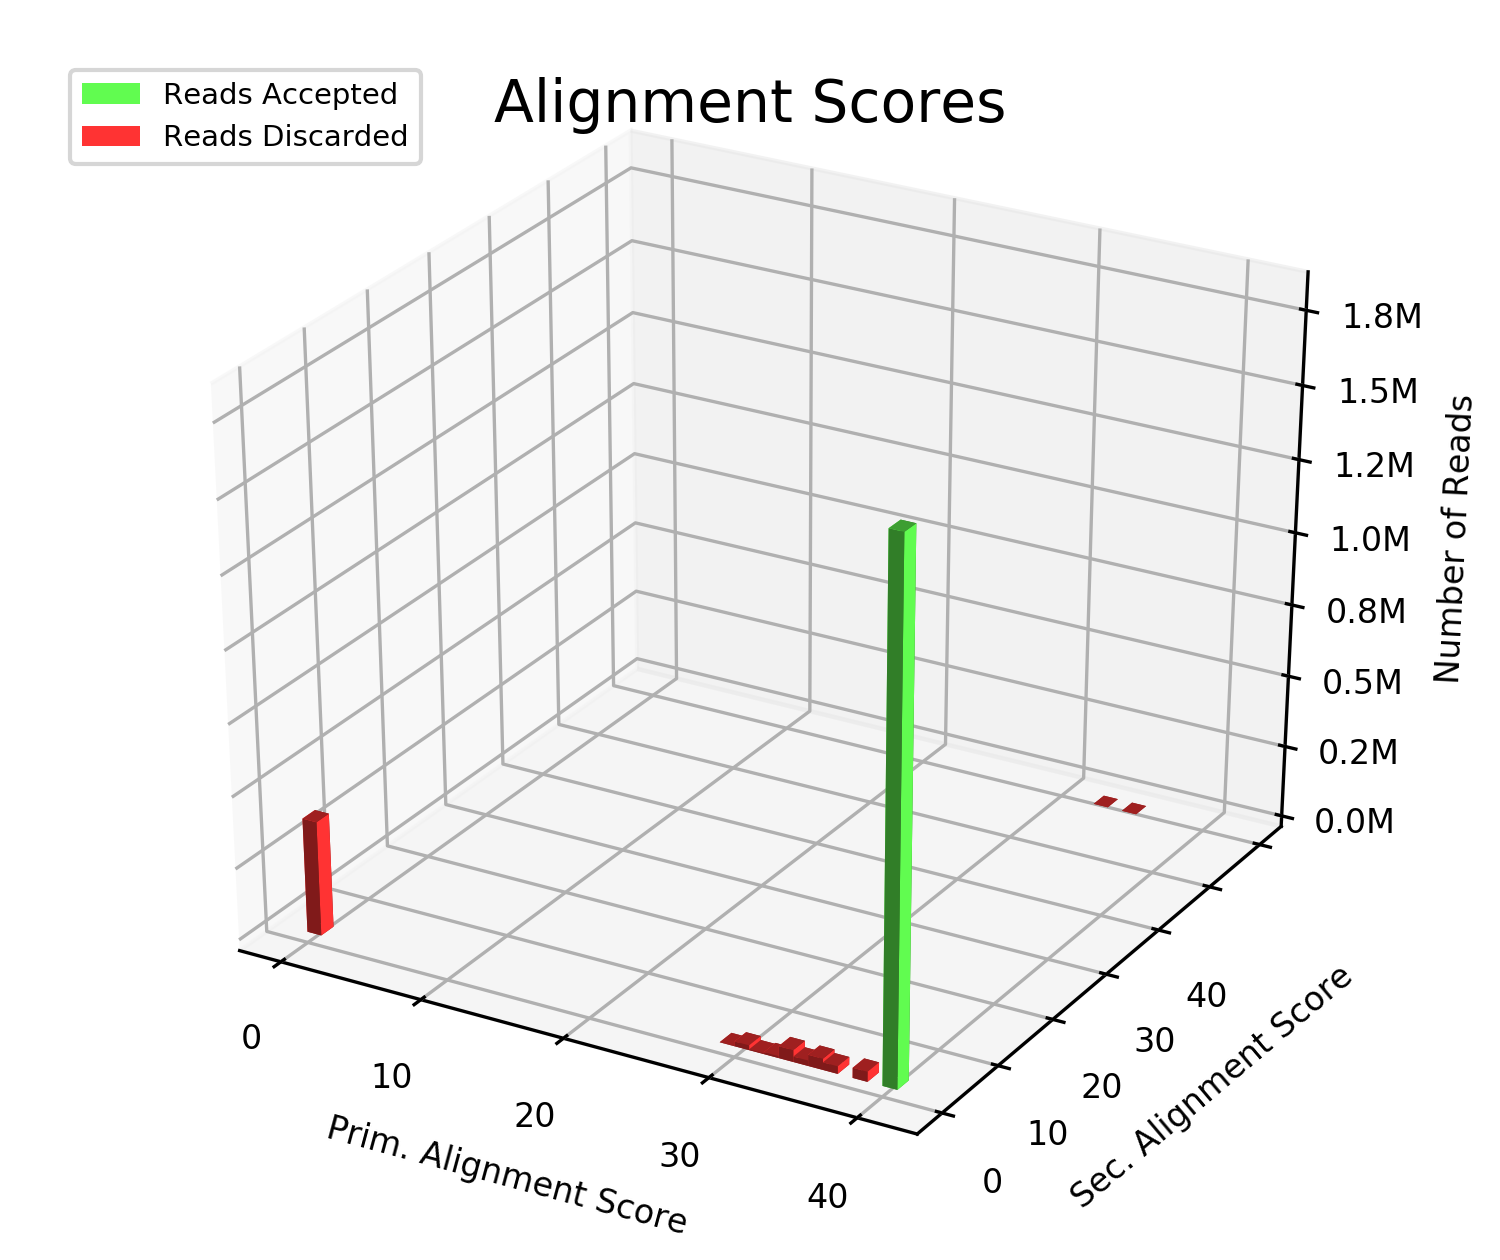 Alignment Scores
Reads Accepted
Reads Discarded
1.8M
1.5M
1.2M
1.0M
0.8M
0.5M
0.2M
0.0M
Number of Reads
0
10
20
30
40
Prim. Alignment Score
0
10
20
30
40
Sec. Alignment Score